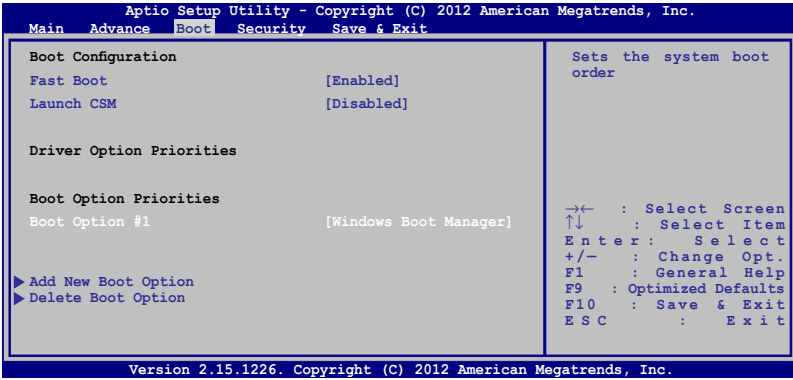 Aptio Setup Utility - Copyright (C) 2012 American Megatrends, Inc.
Main Advance Boot Security Save & Exit
Boot Configuration
Fast Boot [Enabled]
Launch CSM [Disabled]
Driver Option Priorities
Boot Option Priorities
Boot Option #1 [Windows Boot Manager]
Add New Boot Option
Delete Boot Option
Sets the system boot
order
→← : Select Screen
↑↓ : Select Item
Enter: Select
+/— : Change Opt.
F1 : General Help
F9 : Optimized Defaults
F10 : Save & Exit
ESC : Exit
Version 2.15.1226. Copyright (C) 2012 American Megatrends, Inc.